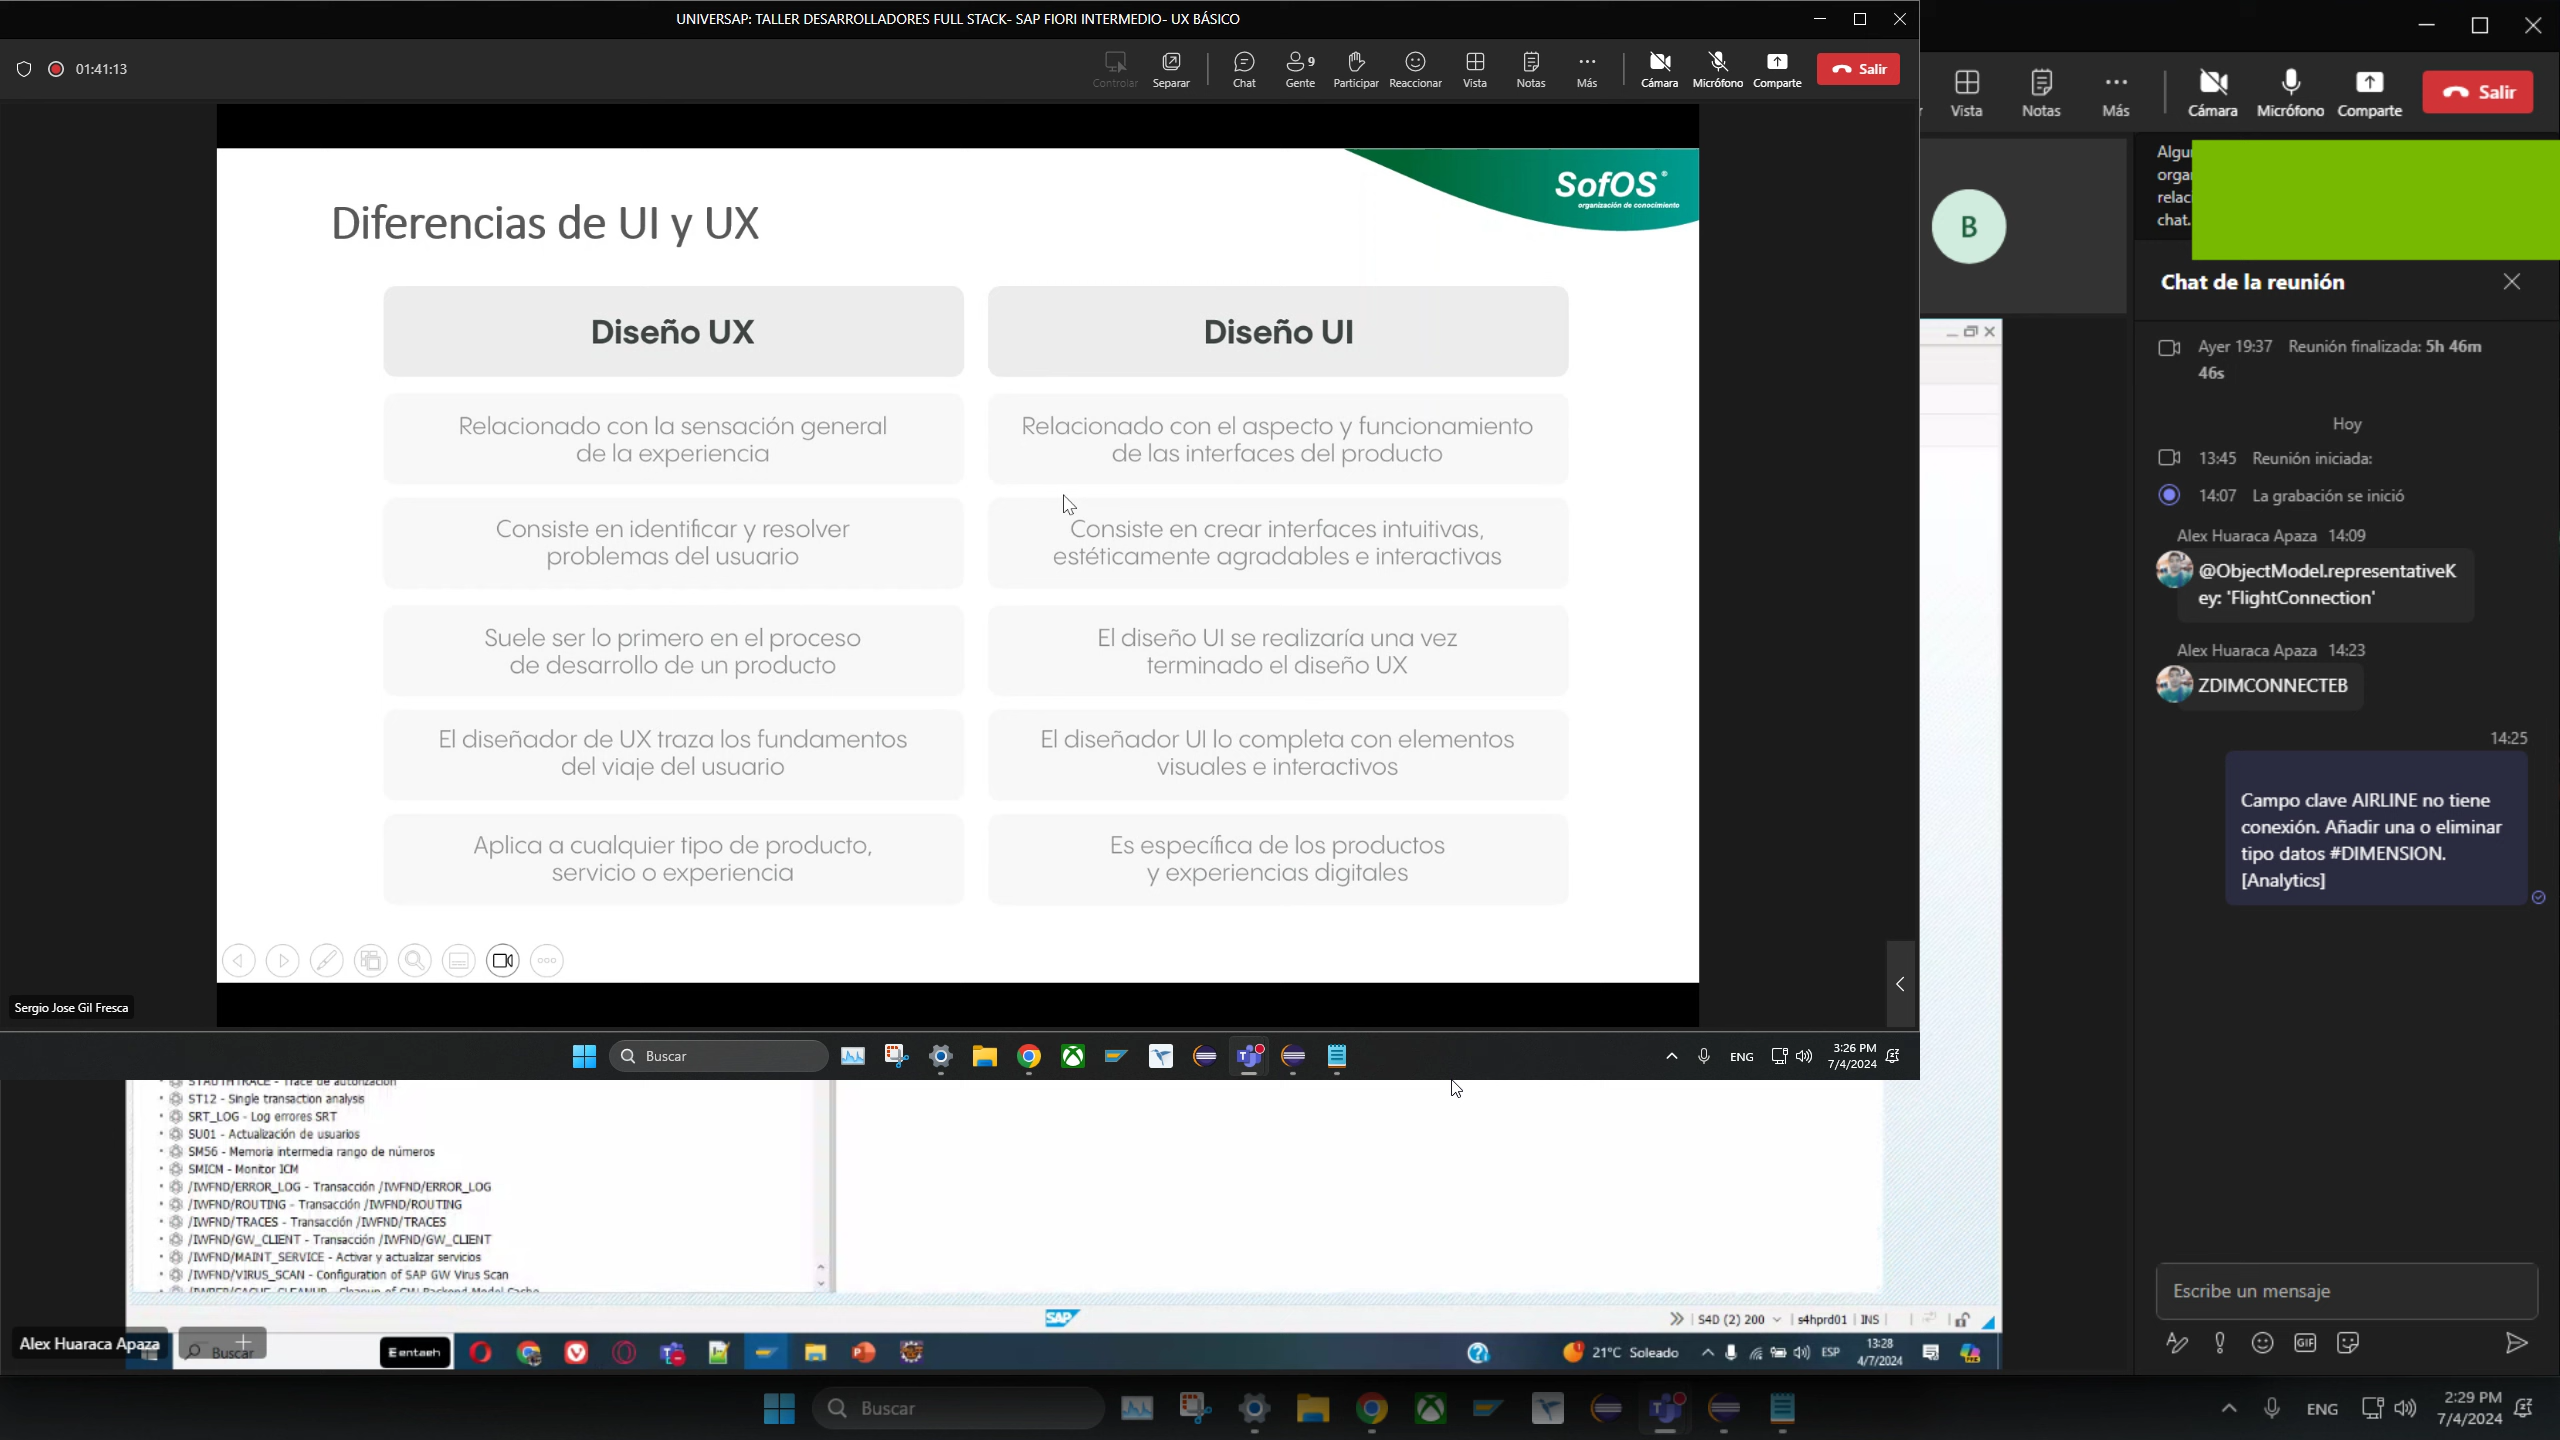 UNIVERSAP: TALLER DESARROLLADORES FULL STACK- SAP FIORI INTERMEDIO- UX BÁSICO
01:41:13
Controlar
Separar
Chat
9
Gente
Participar
Reaccionar
Vista
Notas
Más
Cámara
Micrófono
Comparte
Salir
SofOS®
organización de conocimiento
Diferencias de UI y UX
Diseño UX
Diseño UI
Relacionado con la sensación general
de la experiencia
Relacionado con el aspecto y funcionamiento
de las interfaces del producto
Consiste en identificar y resolver
problemas del usuario
Consiste en crear interfaces intuitivas,
estéticamente agradables e interactivas
Suele ser lo primero en el proceso
de desarrollo de un producto
El diseño UI se realizaría una vez
terminado el diseño UX
El diseñador de UX traza los fundamentos
del viaje del usuario
El diseñador UI lo completa con elementos
visuales e interactivos
Aplica a cualquier tipo de producto,
servicio o experiencia
Es específica de los productos
y experiencias digitales
Sergio Jose Gil Fresca
Buscar
ENG
3:26 PM
7/4/2024
Vista
Notas
Más
Cámara
Micrófono
Comparte
Salir
B
chat.
Chat de la reunión
Ayer 19:37 Reunión finalizada: 5h 46m
46s
Hoy
13:45 Reunión iniciada:
14:07 La grabación se inició
Alex Huaraca Apaza 14:09
@ObjectModel.representativeK
ey: 'FlightConnection'
Alex Huaraca Apaza 14:23
ZDIMCONNECTEB
14:25
Campo clave AIRLINE no tiene
conexión. Añadir una o eliminar
tipo datos #DIMENSION.
[Analytics]
Escribe un mensaje
GIF
STAUTHTRACE - Trace de autorización
ST12 - Single transaction analysis
SRT_LOG - Log errores SRT
SU01 - Actualización de usuarios
SM56 - Memoria intermedia rango de números
SMICM - Monitor ICM
/IWFND/ERROR_LOG - Transacción /IWFND/ERROR_LOG
/IWFND/ROUTING - Transacción /IWFND/ROUTING
/IWFND/TRACES - Transacción /IWFND/TRACES
/IWFND/GW_CLIENT - Transacción /IWFND/GW_CLIENT
/IWFND/MAINT_SERVICE - Activar y actualizar servicios
/IWFND/VIRUS_SCAN - Configuration of SAP GW Virus Scan
SAP
S4D (2) 200
s4hprd01
INS
Alex Huaraca Apaza
Buscar
21°C Soleado
ESP
13:28
4/7/2024
Buscar
ENG
2:29 PM
7/4/2024